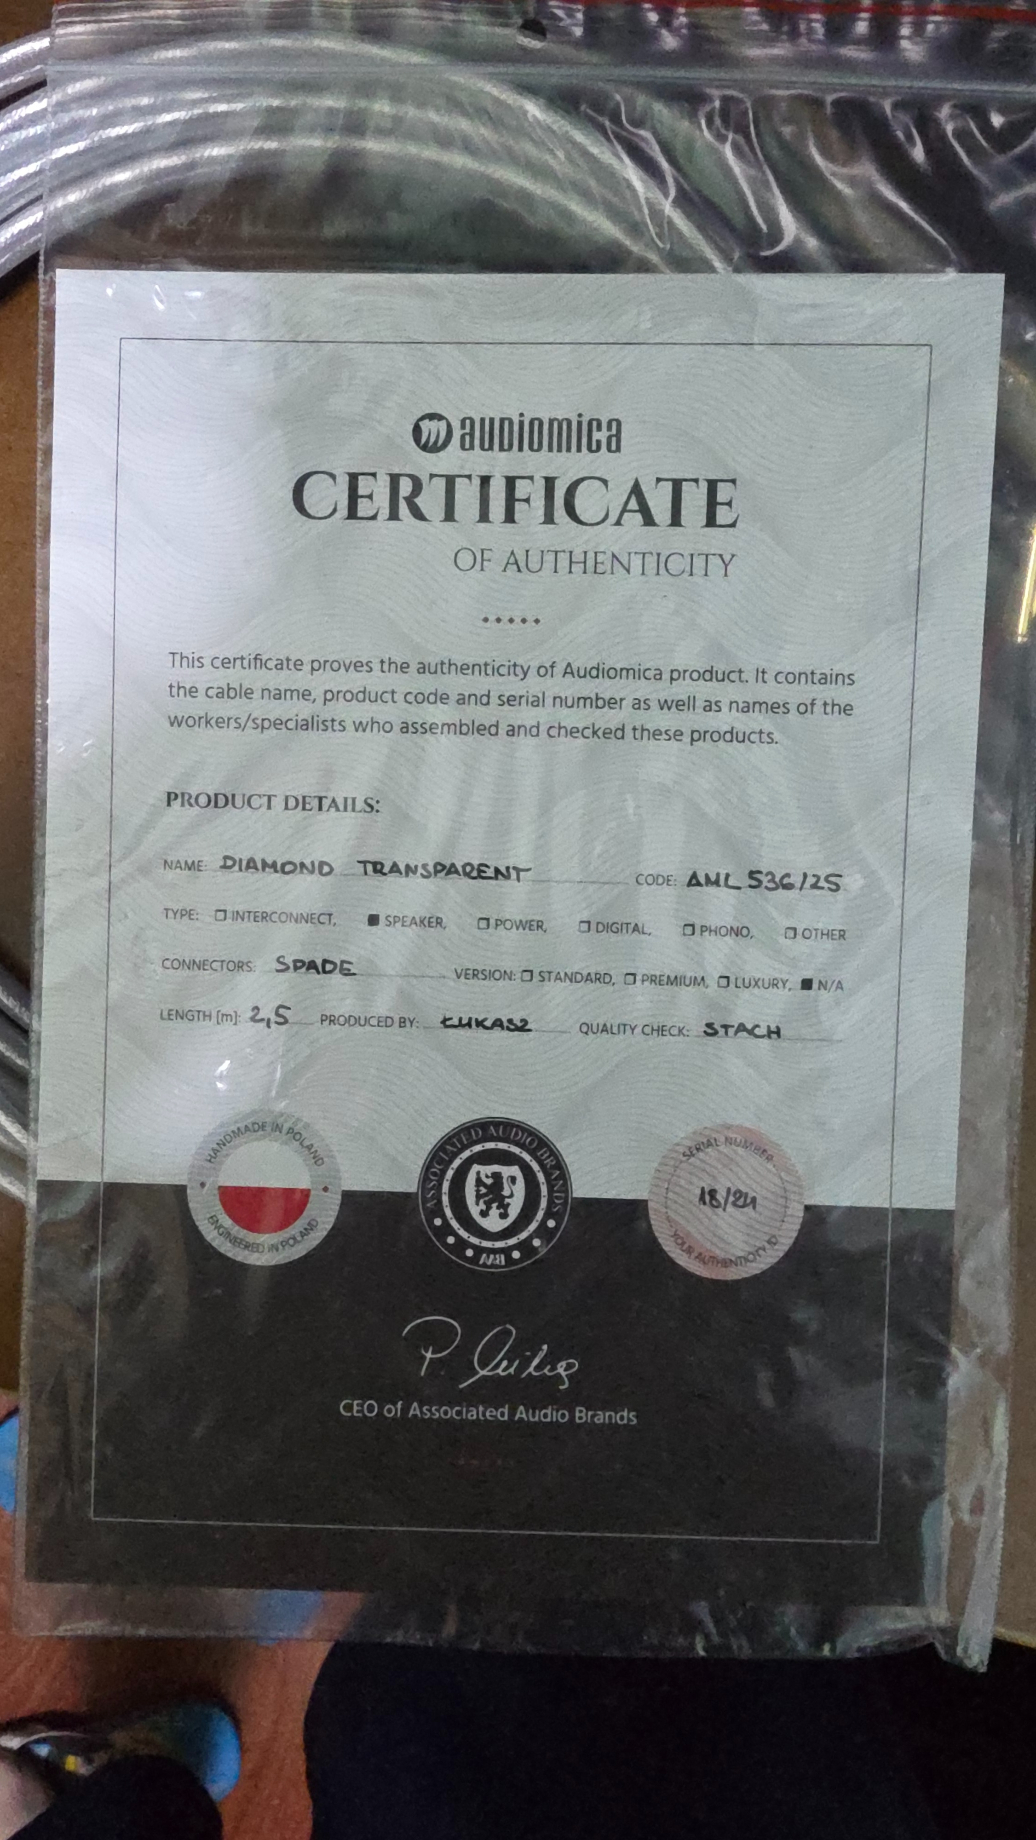 audiomica
CERTIFICATE
OF AUTHENTICITY
This certificate proves the authenticity of Audiomica product. It contains
the cable name, product code and serial number as well as names of the
workers/specialists who assembled and checked these products.
PRODUCT DETAILS:
NAME: DIAMOND TRANSPARENT CODE: AML 536/25
TYPE: ☐ INTERCONNECT, ■ SPEAKER, ☐ POWER, ☐ DIGITAL, ☐ PHONO, ☐ OTHER
CONNECTORS: SPADE VERSION: ☐ STANDARD, ☐ PREMIUM, ☐ LUXURY, ■ N/A
LENGTH [m]: 2,5 PRODUCED BY: ŁUKASZ QUALITY CHECK: STACH
HANDMADE IN POLAND
ENGINEERED IN POLAND
ASSOCIATED AUDIO BRANDS
AAB
SERIAL NUMBER
18/24
YOUR AUTHENTICITY ID
CEO of Associated Audio Brands